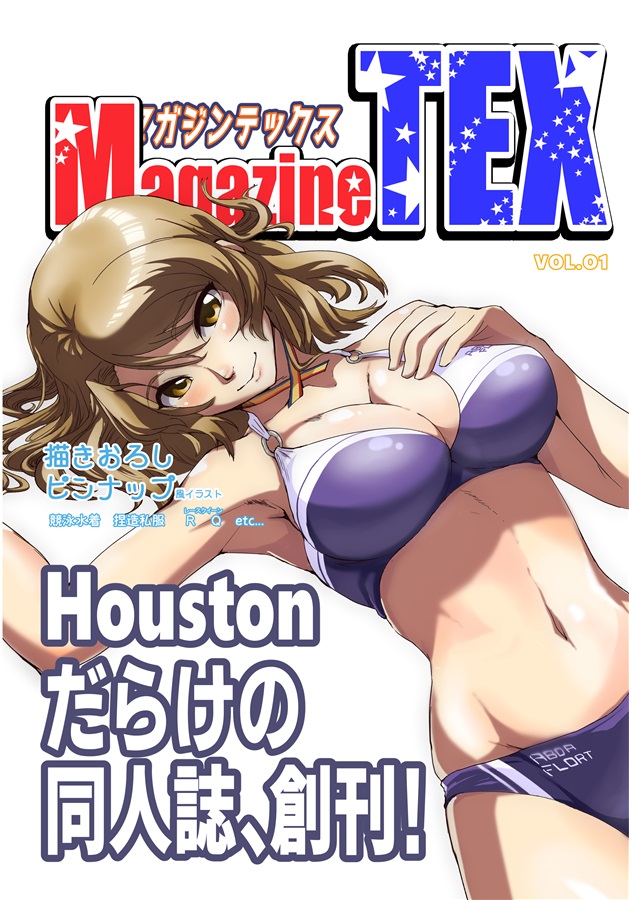 マガジンテックス
Magazine TEX
VOL.01
描きおろし
ピンナップ風イラスト
レースクイーン
競泳水着 捏造私服 RQ etc...
Houston
だらけの
同人誌、創刊!
FLOAT